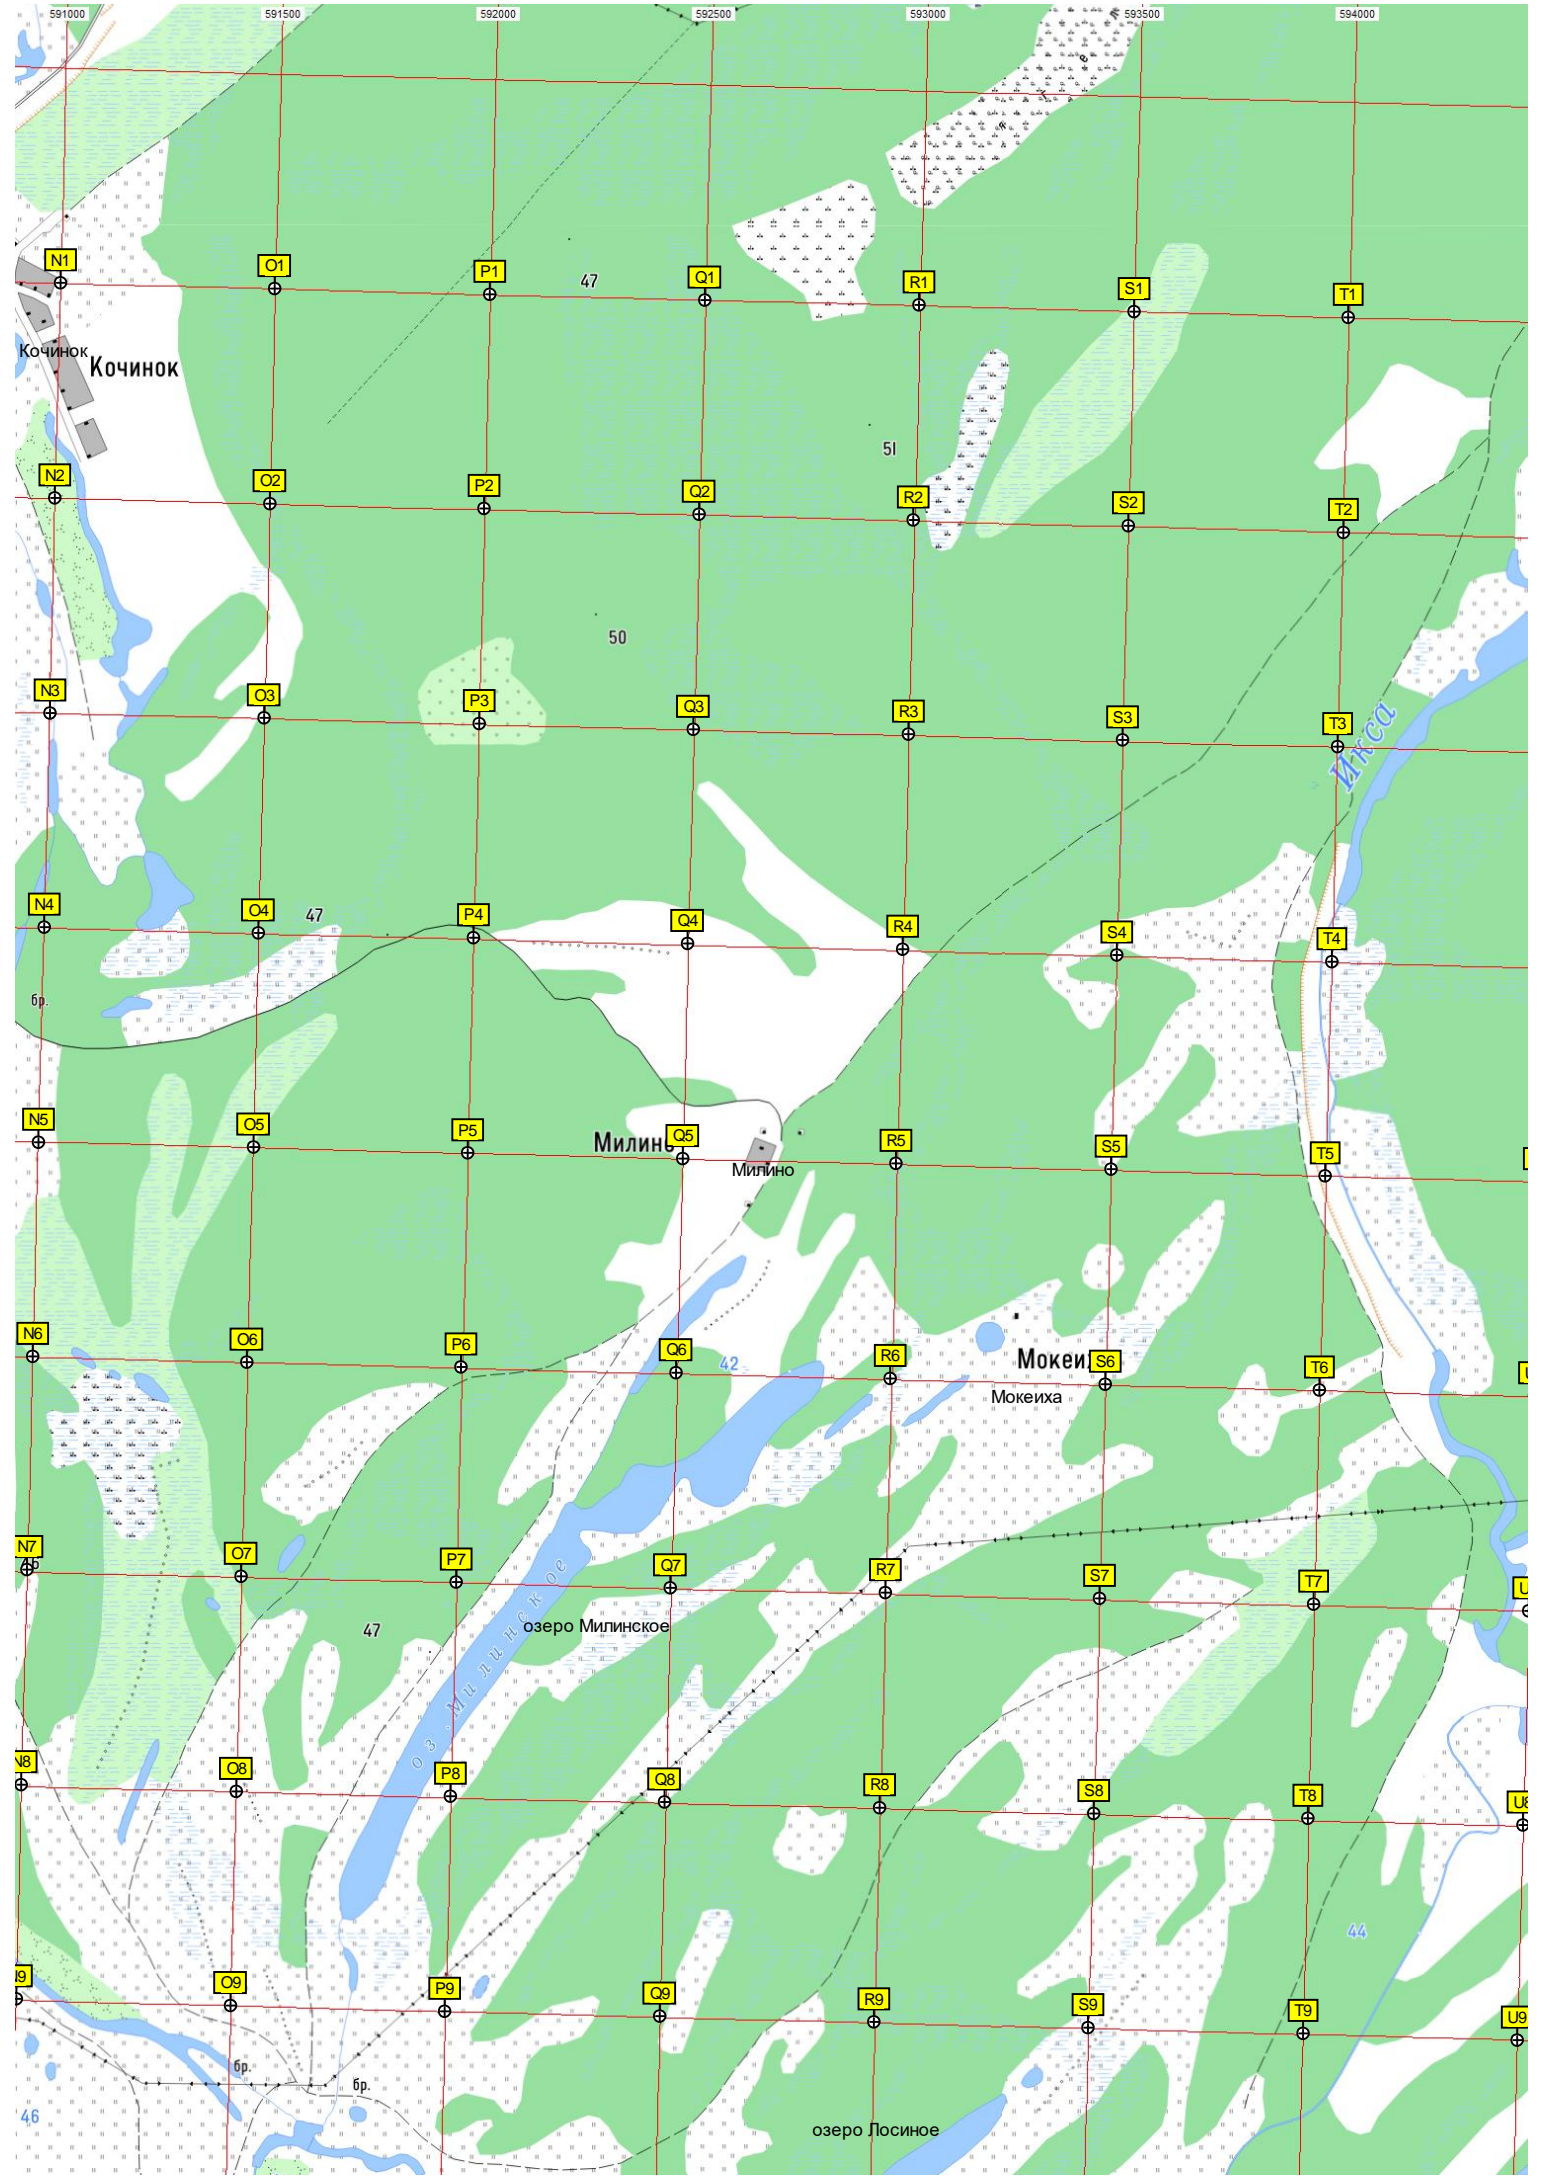 591000 591500 592000 592500 593000 593500 594000
N1 O1 P1 47 Q1 R1 S1 T1
Кочинок
Кочинок
51
N2 O2 P2 Q2 R2 S2 T2
50
N3 O3 P3 Q3 R3 S3 T3
Икса
N4 O4 47 P4 Q4 R4 S4 T4
бр.
N5 O5 P5 Милино Q5 R5 S5 T5
Милино
N6 O6 P6 Q6 42 R6 S6 T6
Мокеиха
N7 O7 P7 Q7 R7 S7 T7
47
озеро Милинское
оз. Милинское
N8 O8 P8 Q8 R8 S8 T8 U8
44
O9 P9 Q9 R9 S9 T9 U9
бр.
бр.
46
озеро Лосиное